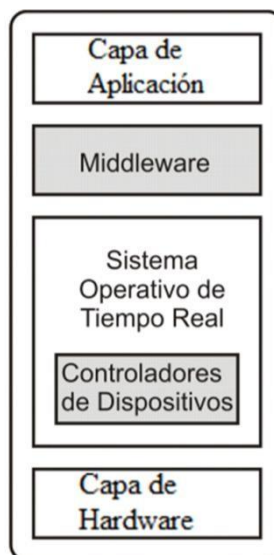 Capa de
Aplicación
Middleware
Sistema
Operativo de
Tiempo Real
Controladores
de Dispositivos
Capa de
Hardware